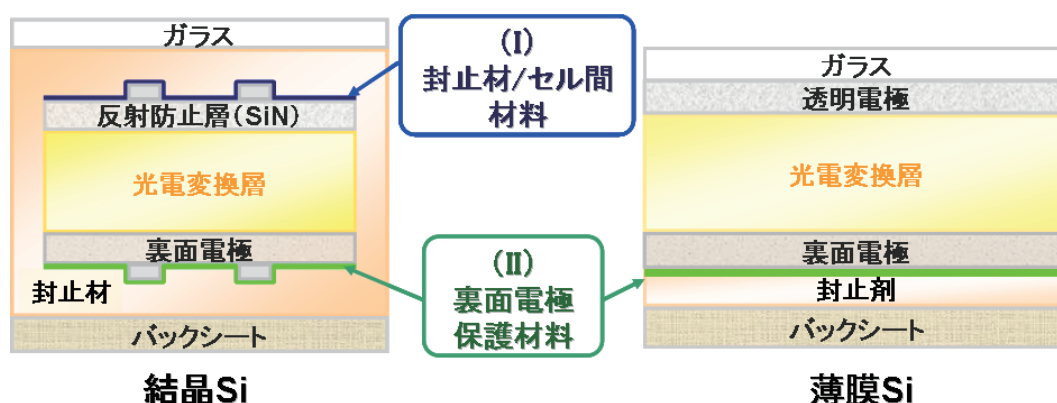 ガラス
反射防止層(SiN)
光電変換層
裏面電極
封止材
バックシート
結晶Si
(I)
封止材/セル間
材料
(II)
裏面電極
保護材料
ガラス
透明電極
光電変換層
裏面電極
封止剤
バックシート
薄膜Si